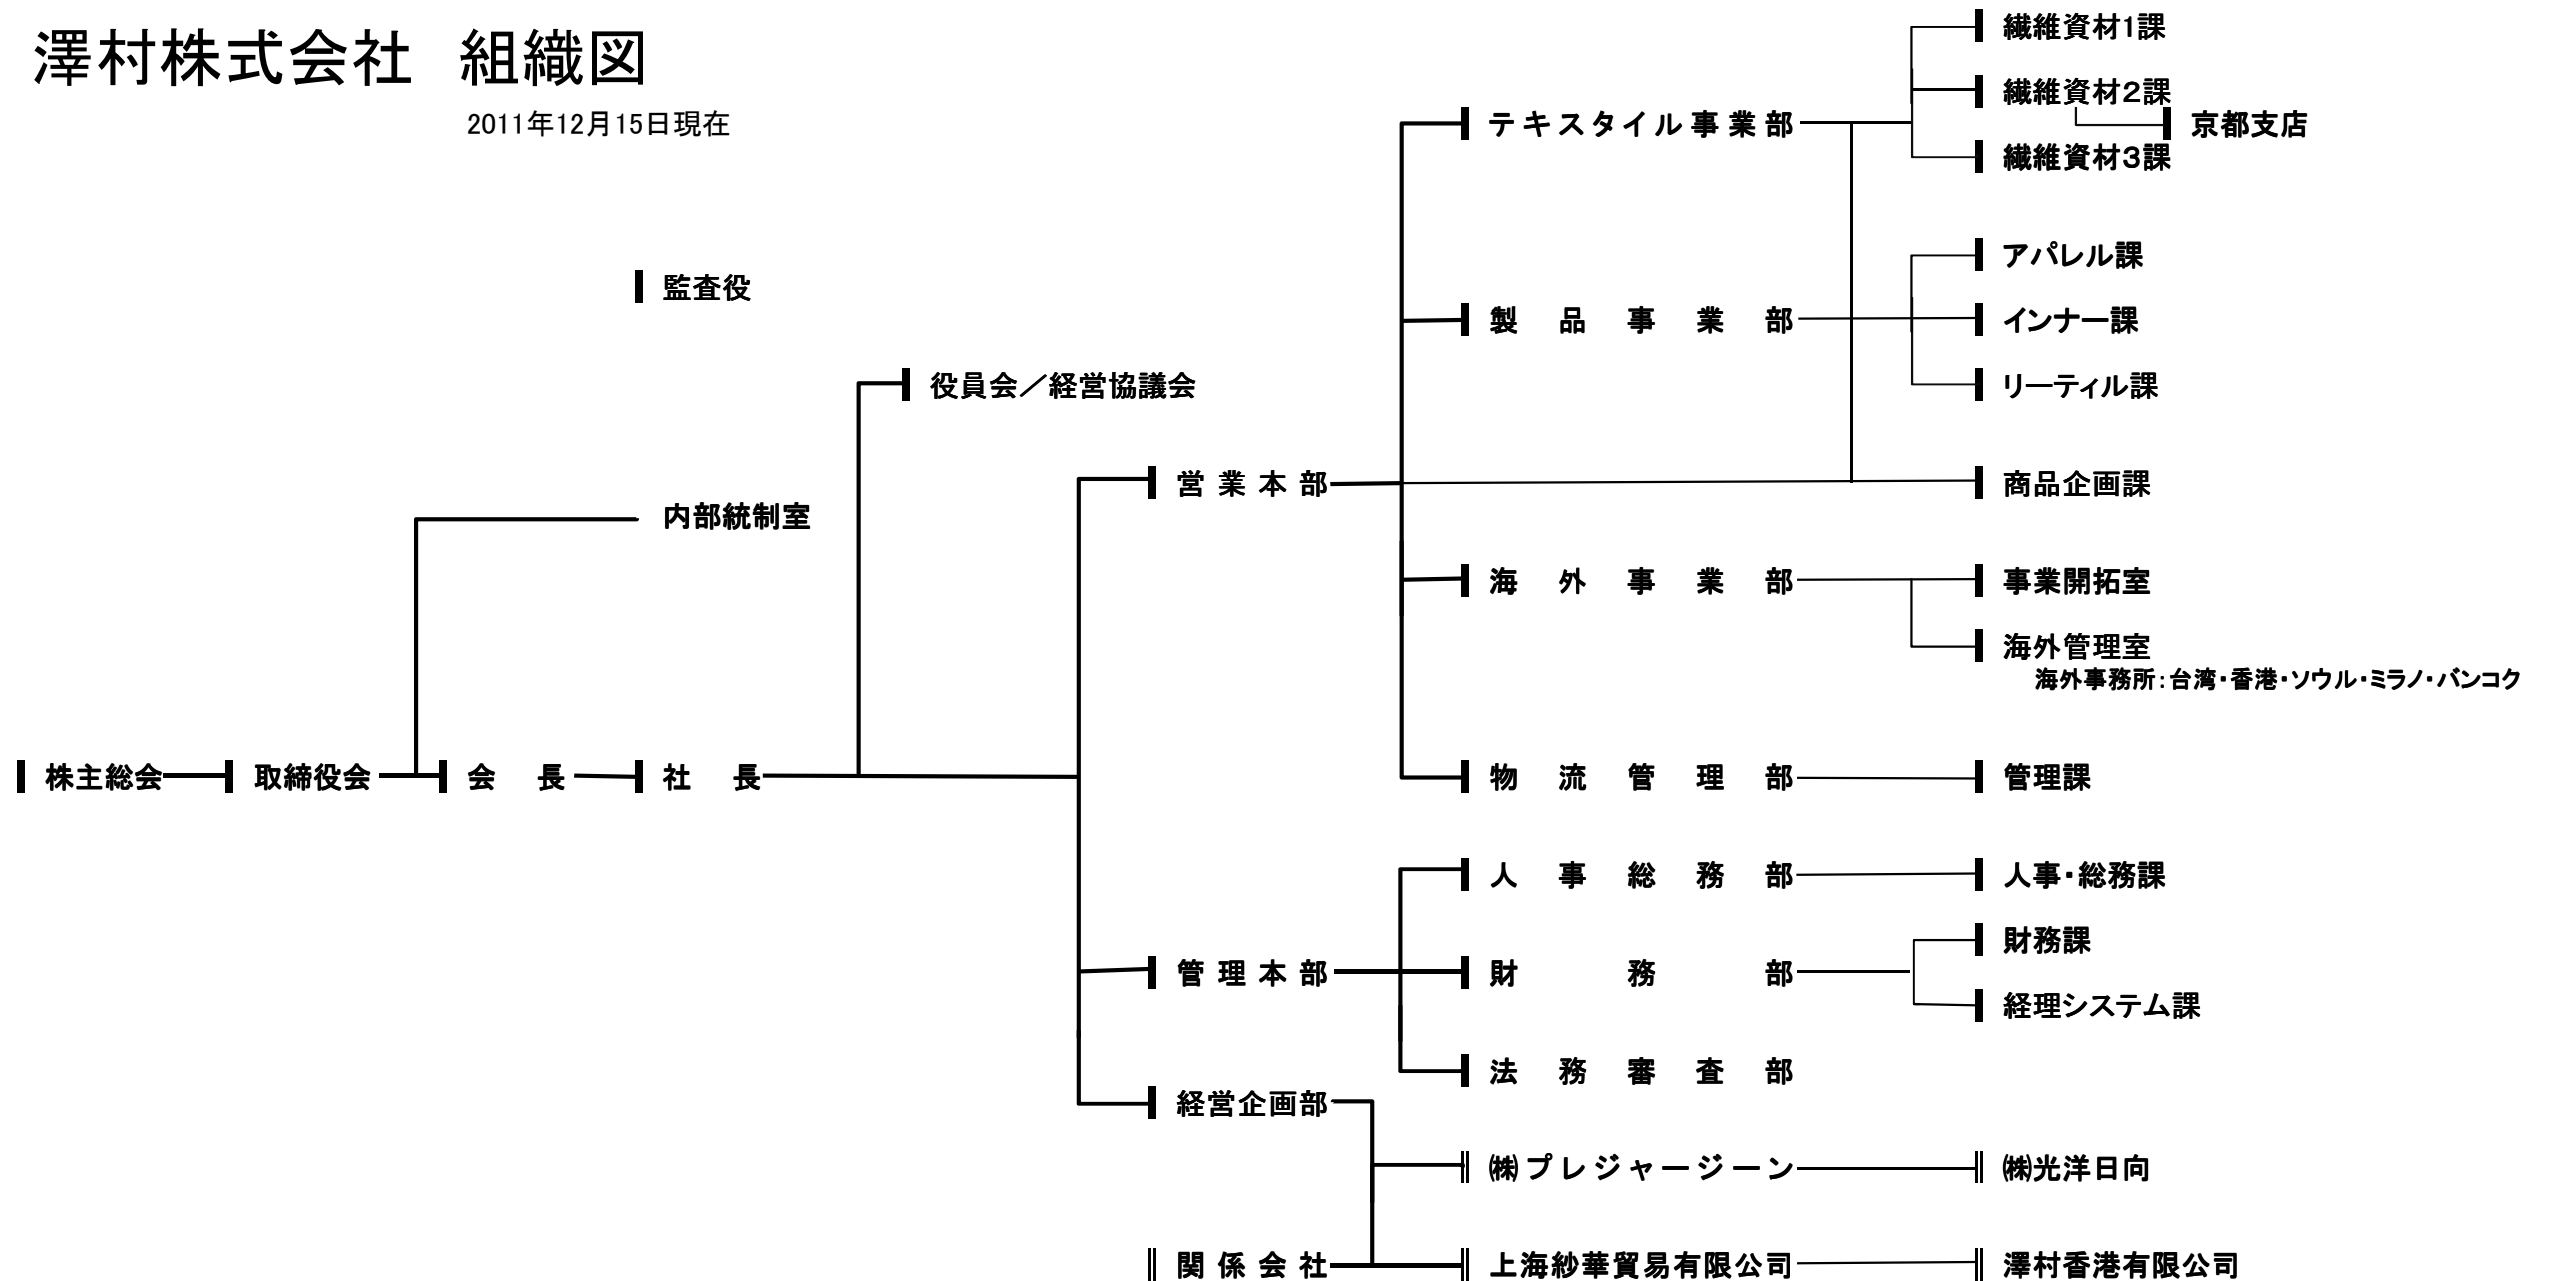 澤村株式会社 組織図
2011年12月15日現在
繊維資材1課
繊維資材2課
京都支店
繊維資材3課
テキスタイル事業部
アパレル課
監査役
製品事業部
インナー課
リーティル課
役員会／経営協議会
営業本部
商品企画課
内部統制室
海外事業部
事業開拓室
海外管理室
海外事務所：台湾・香港・ソウル・ミラノ・バンコク
株主総会
取締役会
会長
社長
物流管理部
管理課
人事総務部
人事・総務課
財務課
管理本部
財務部
経理システム課
法務審査部
経営企画部
㈱プレジャージーン
㈱光洋日向
関係会社
上海紗華貿易有限公司
澤村香港有限公司